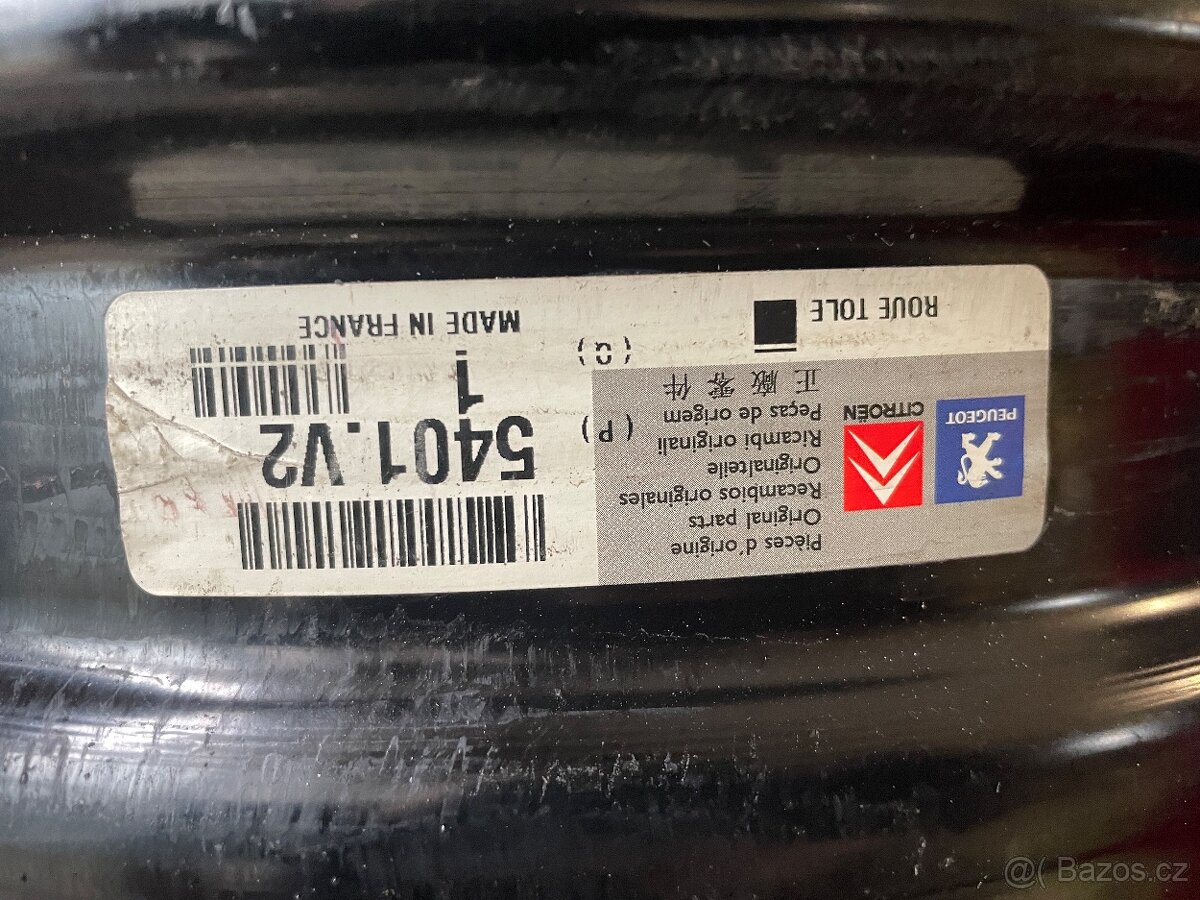 Pièces d'origine
Original parts
Recambios originales
Originalteile
Ricambi originali
Peças de origem
正廠零件
PEUGEOT
CITROËN
(P) 5401.V2
(Q) 1
ROUE TOLE
MADE IN FRANCE
@( Bazos.cz